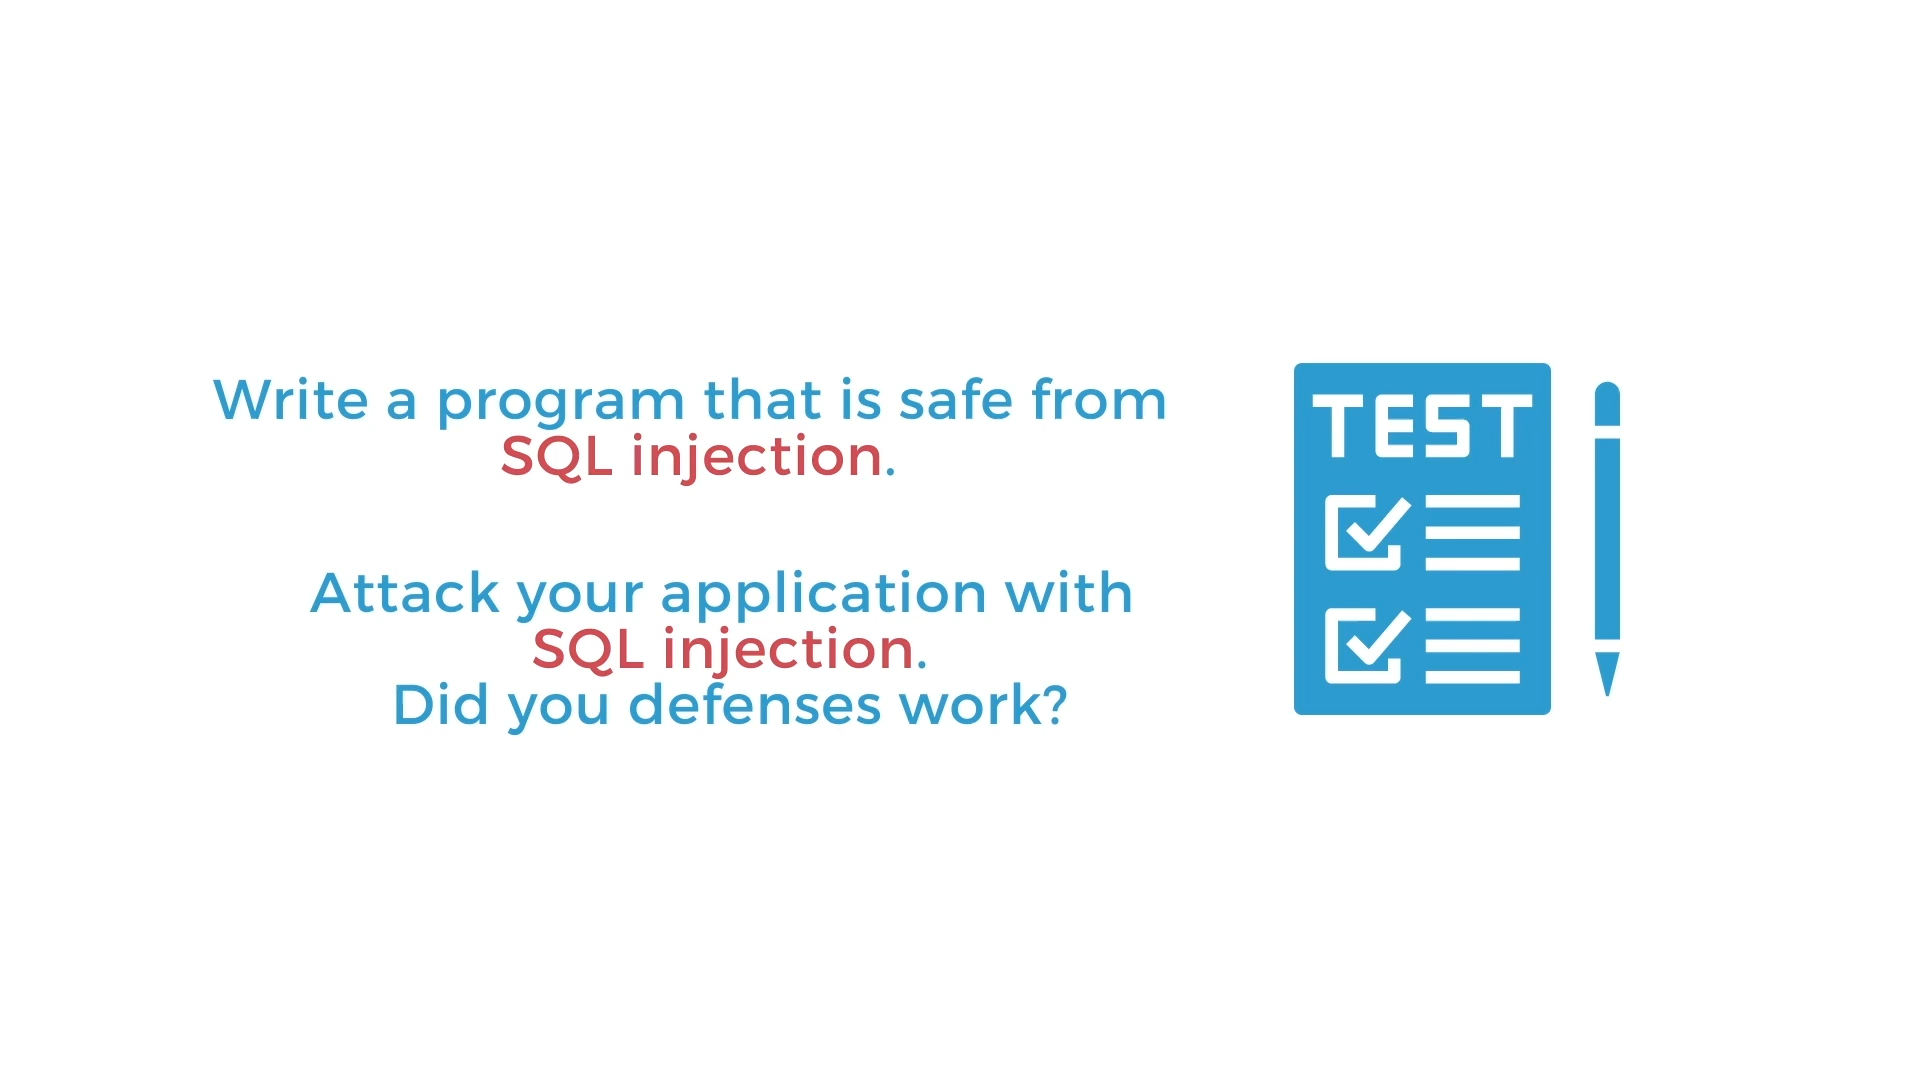 Write a program that is safe from
SQL injection.
Attack your application with
SQL injection.
Did you defenses work?
TEST